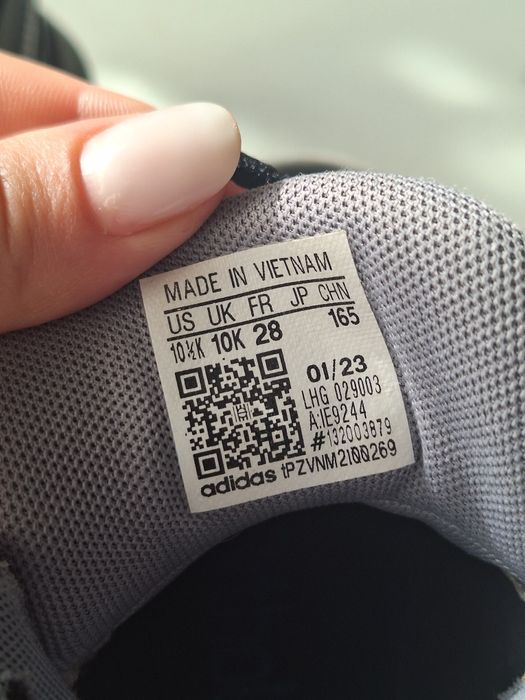 MADE IN VIETNAM
US UK FR JP CHN
10½K 10K 28 165
01/23
LHG 029003
A:IE9244
#132003879
adidas tPZVNM2I00269